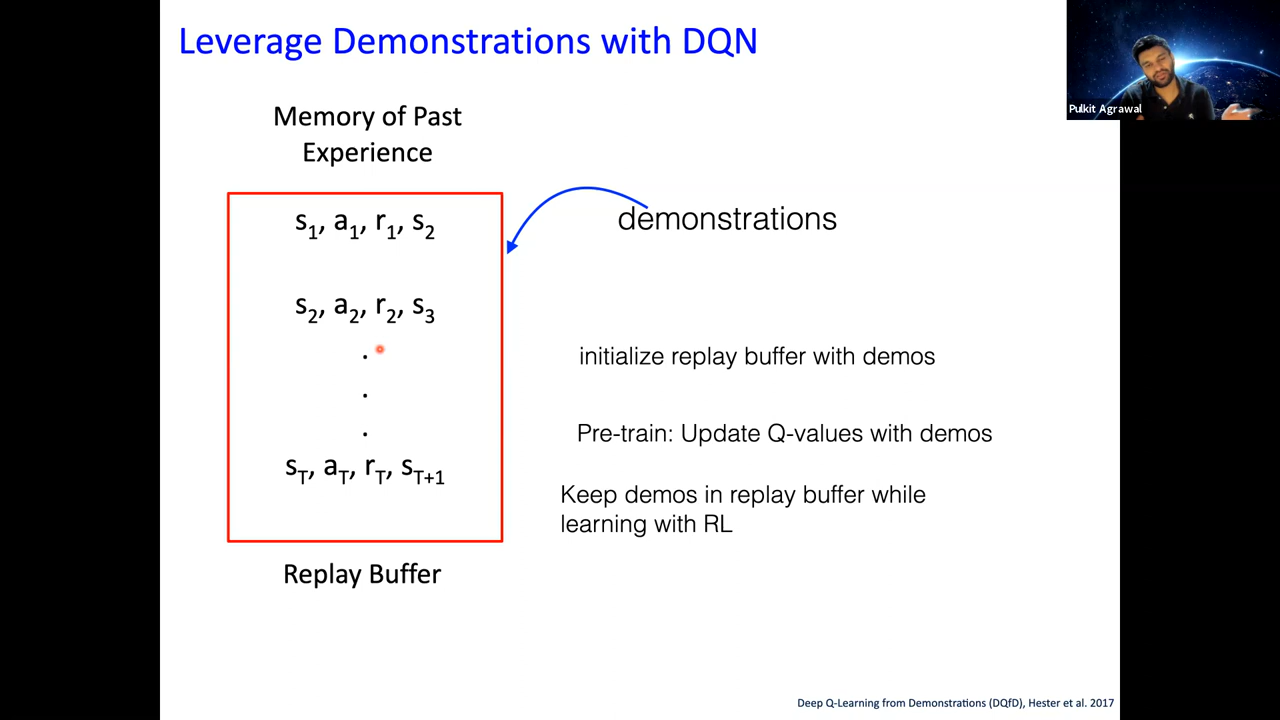 Leverage Demonstrations with DQN
Pulkit Agrawal
Memory of Past
Experience
s1, a1, r1, s2
demonstrations
s2, a2, r2, s3
.
initialize replay buffer with demos
.
.
Pre-train: Update Q-values with demos
sT, aT, rT, sT+1
Keep demos in replay buffer while
learning with RL
Replay Buffer
Deep Q-Learning from Demonstrations (DQfD), Hester et al. 2017